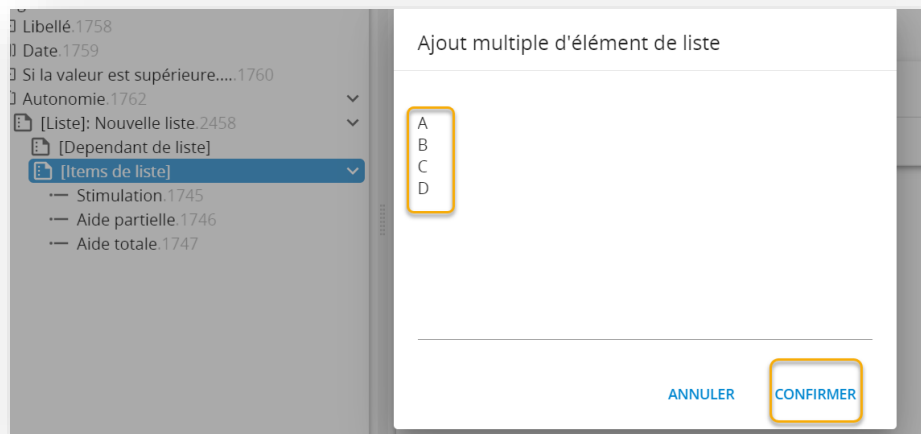 Libellé.1758
Date.1759
Si la valeur est supérieure.....1760
Autonomie.1762
[Liste]: Nouvelle liste.2458
[Dependant de liste]
[Items de liste]
Stimulation.1745
Aide partielle.1746
Aide totale.1747
Ajout multiple d'élément de liste
A
B
C
D
ANNULER
CONFIRMER